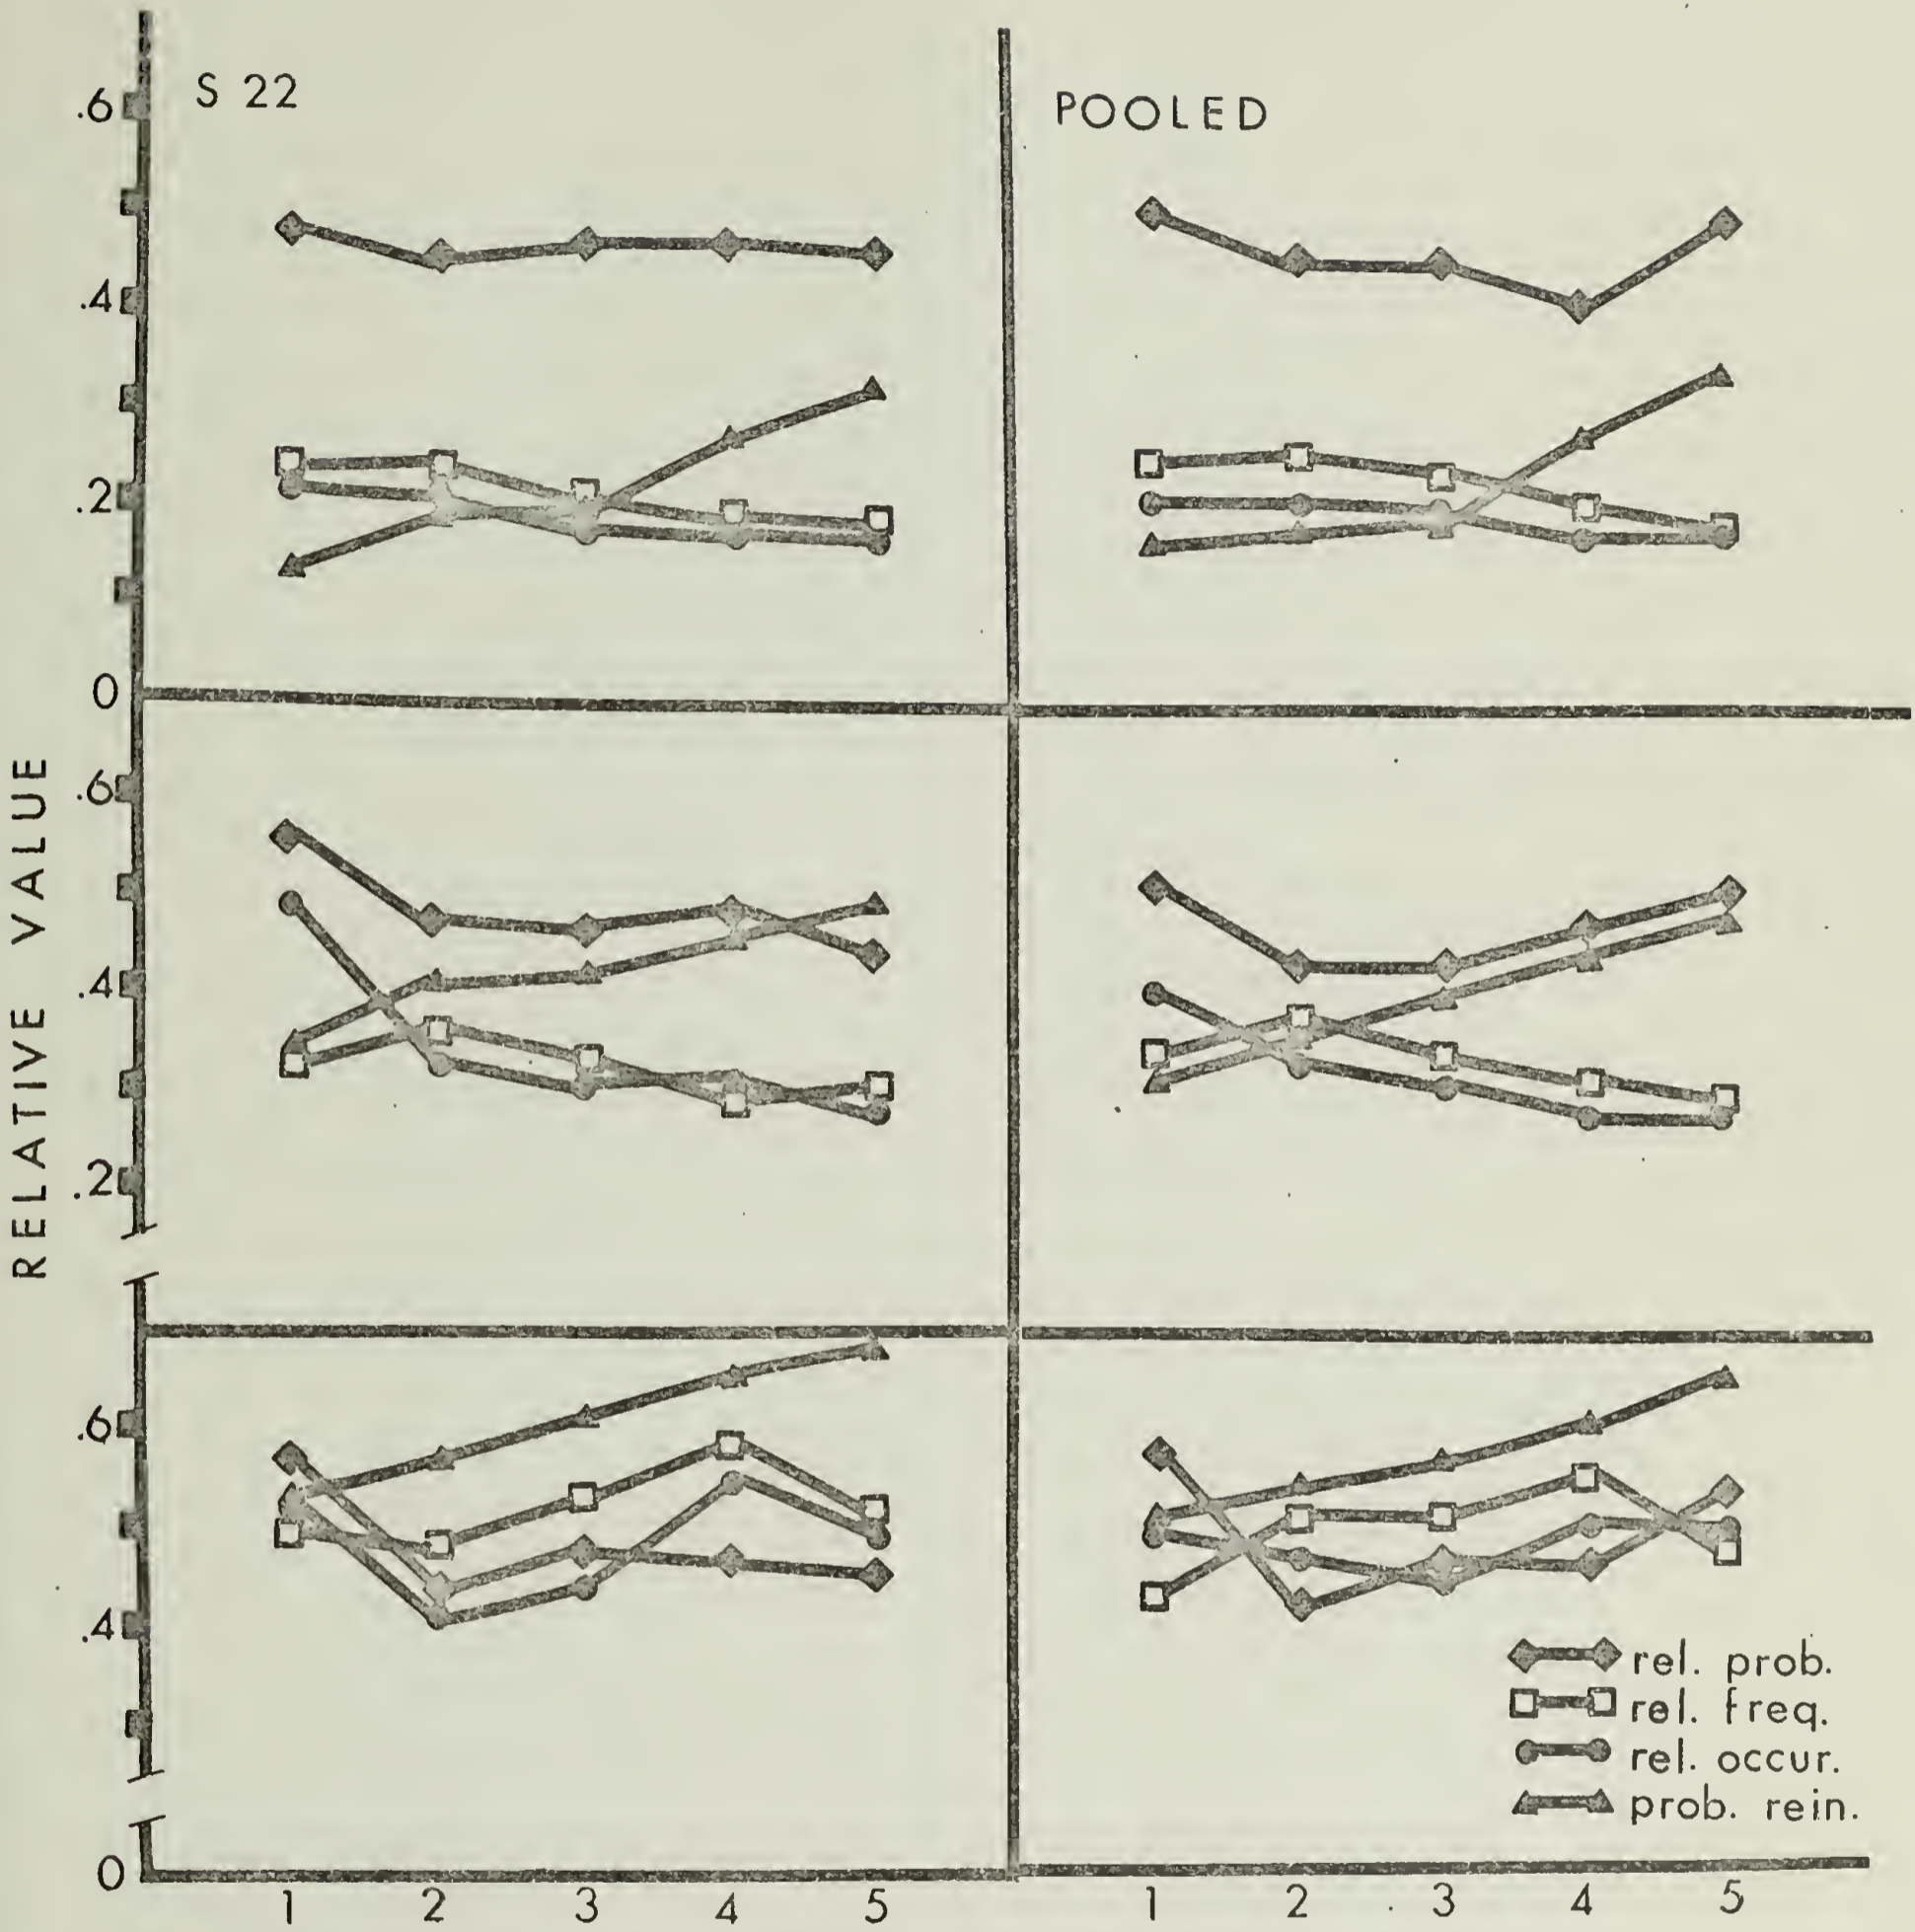 S 22
POOLED
.6
.4
.2
0
RELATIVE VALUE
.6
.4
.2
.6
.4
0
rel. prob.
rel. freq.
rel. occur.
prob. rein.
1 2 3 4 5
1 2 3 4 5